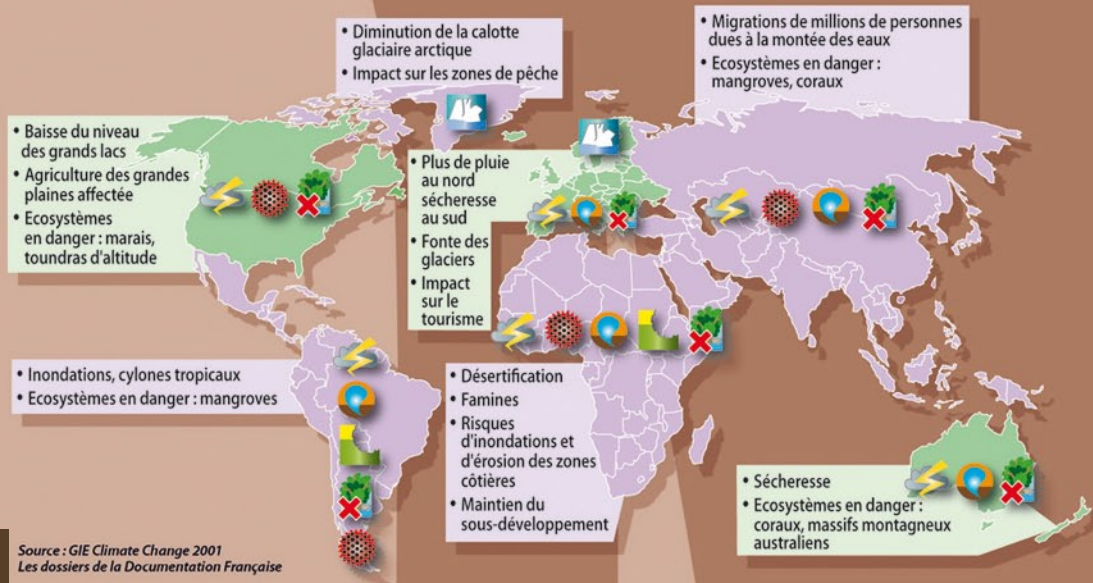 • Diminution de la calotte
glaciaire arctique
• Impact sur les zones de pêche
• Migrations de millions de personnes
dues à la montée des eaux
• Ecosystèmes en danger :
mangroves, coraux
• Baisse du niveau
des grands lacs
• Agriculture des grandes
plaines affectée
• Ecosystèmes
en danger : marais,
toundras d'altitude
• Plus de pluie
au nord
sécheresse
au sud
• Fonte des
glaciers
• Impact
sur le
tourisme
• Inondations, cylones tropicaux
• Ecosystèmes en danger : mangroves
• Désertification
• Famines
• Risques
d'inondations et
d'érosion des zones
côtières
• Maintien du
sous-développement
• Sécheresse
• Ecosystèmes en danger :
coraux, massifs montagneux
australiens
Source : GIE Climate Change 2001
Les dossiers de la Documentation Française